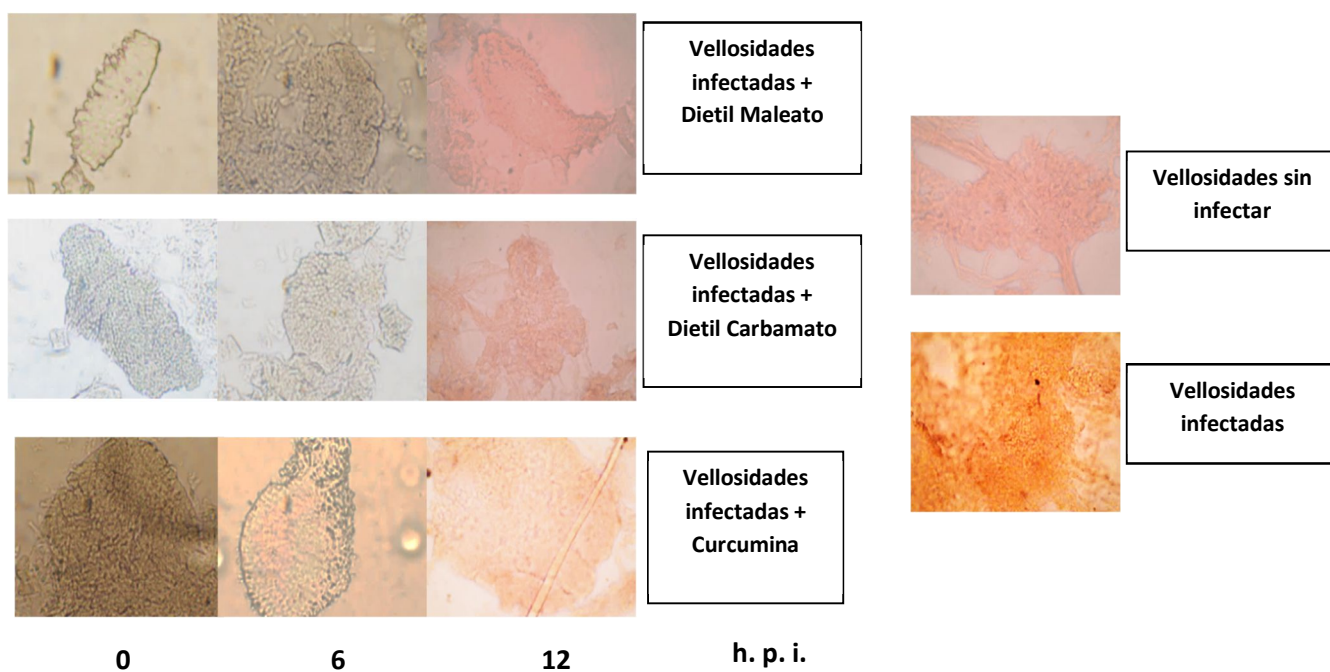 Vellosidades
infectadas +
Dietil Maleato
Vellosidades
infectadas +
Dietil Carbamato
Vellosidades
infectadas +
Curcumina
0 6 12 h. p. i.
Vellosidades sin
infectar
Vellosidades
infectadas